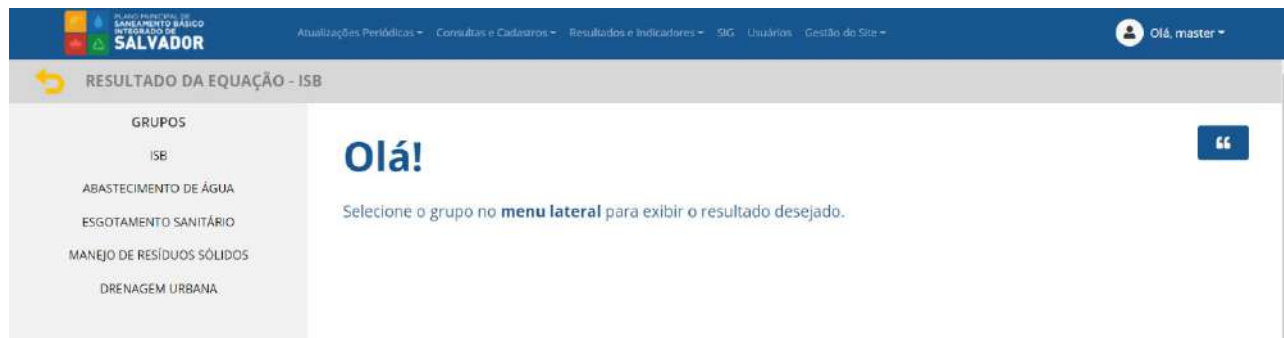 PLANO MUNICIPAL DE
SANEAMENTO BÁSICO
INTEGRADO DE
SALVADOR
Atualizações Periódicas
Consultas e Cadastros
Resultados e Indicadores
SIG
Usuários
Gestão do Site
Olá, master
RESULTADO DA EQUAÇÃO - ISB
GRUPOS
ISB
ABASTECIMENTO DE ÁGUA
ESGOTAMENTO SANITÁRIO
MANEJO DE RESÍDUOS SÓLIDOS
DRENAGEM URBANA
Olá!
Selecione o grupo no menu lateral para exibir o resultado desejado.